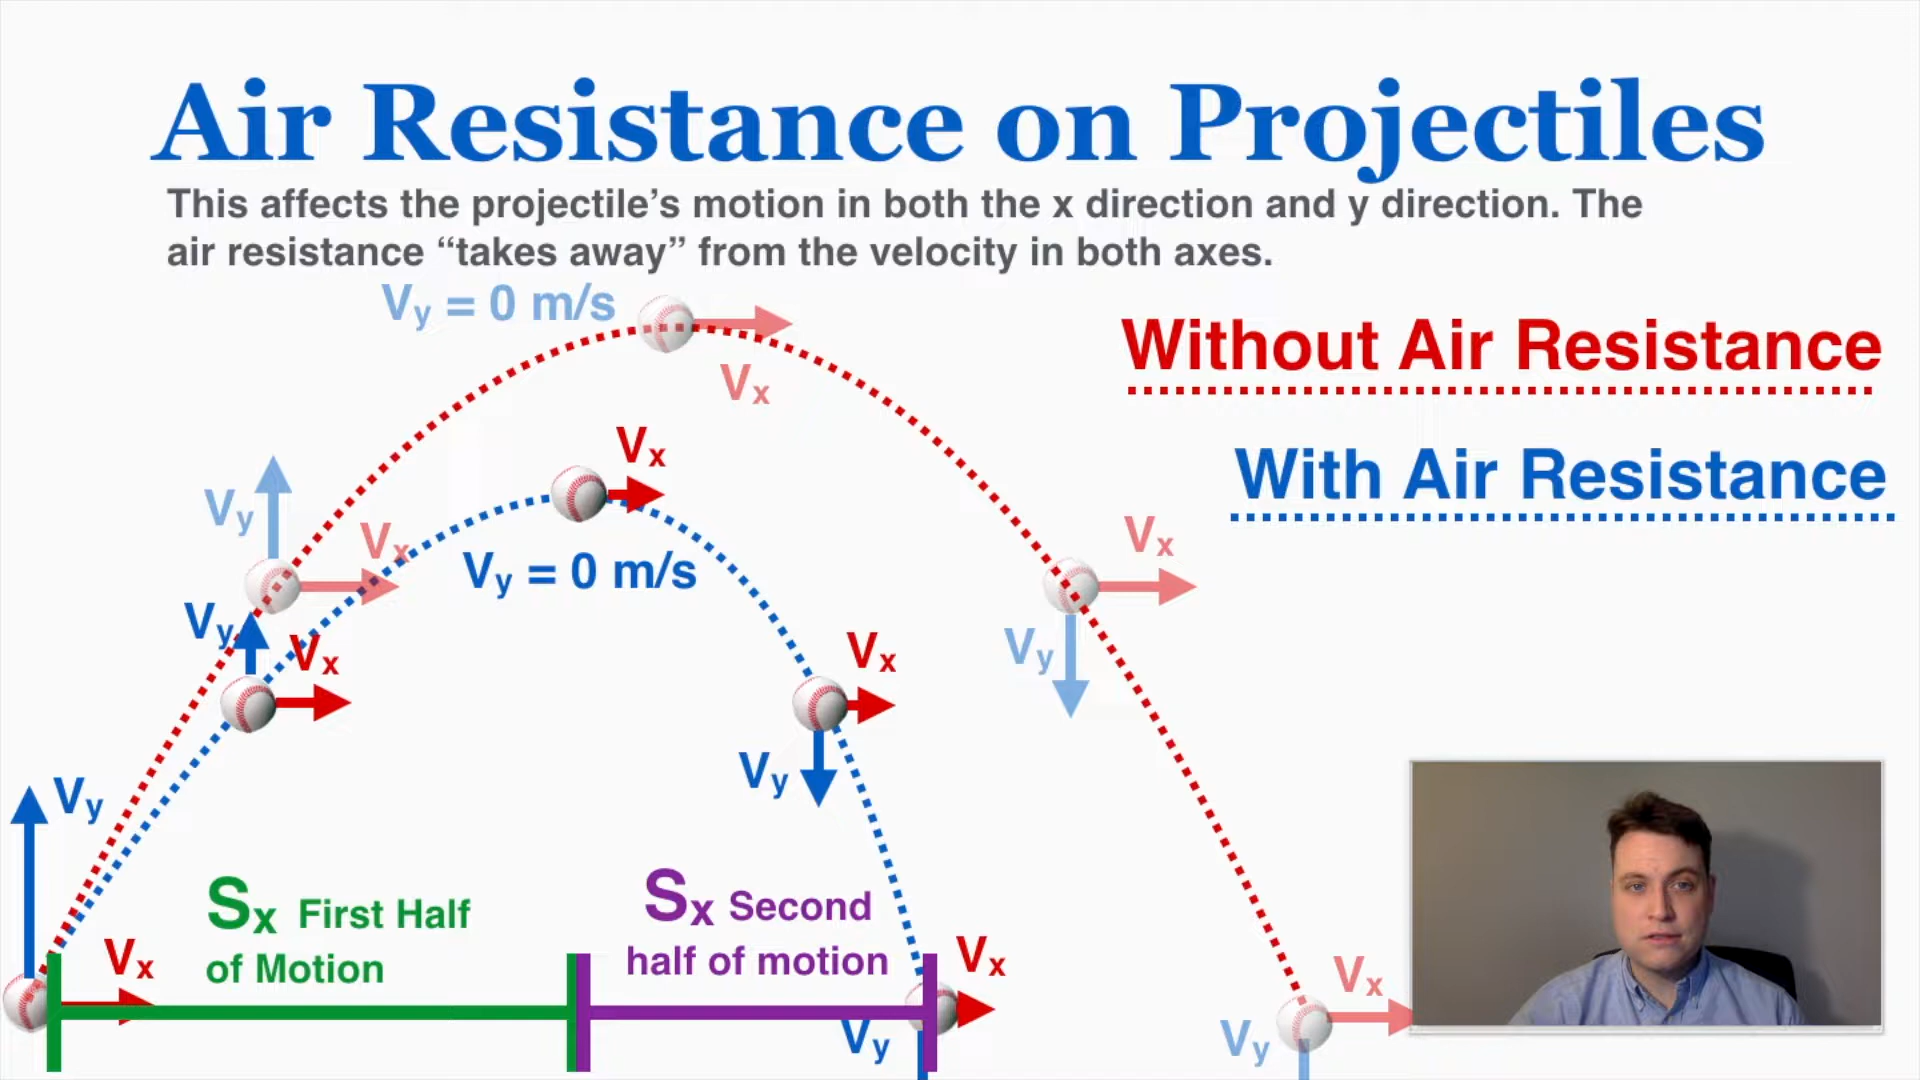 Air Resistance on Projectiles
This affects the projectile’s motion in both the x direction and y direction. The
air resistance “takes away” from the velocity in both axes.
Vy = 0 m/s
Without Air Resistance
Vx
Vx
With Air Resistance
Vy
Vx
Vx
Vy = 0 m/s
Vy
Vx
Vx
Vy
Vy
Vy
Sx First Half
of Motion
Sx Second
half of motion
Vx
Vx
Vx
Vy
Vy